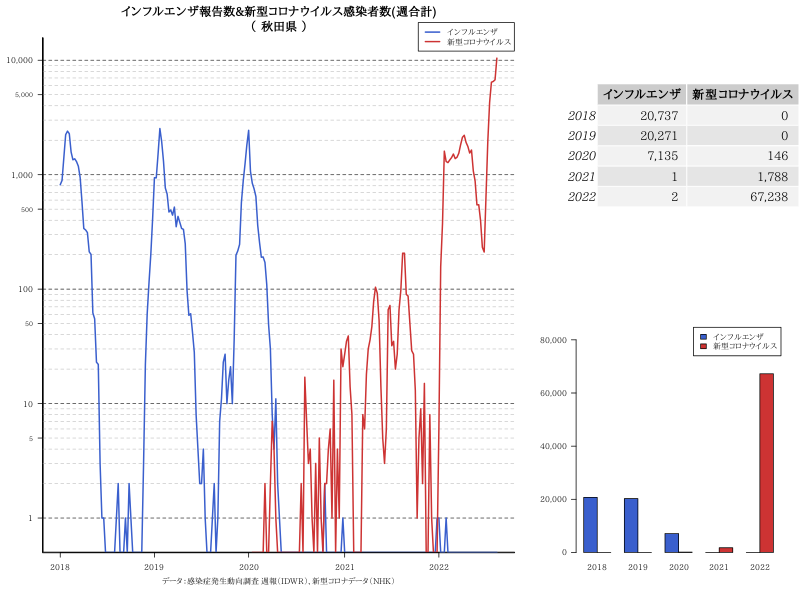 インフルエンザ報告数&新型コロナウイルス感染者数(週合計)
( 秋田県 )
インフルエンザ
新型コロナウイルス
10,000
5,000
1,000
500
100
50
10
5
1
2018 2019 2020 2021 2022
データ:感染症発生動向調査 週報(IDWR)、新型コロナデータ(NHK)
インフルエンザ 新型コロナウイルス
2018 20,737 0
2019 20,271 0
2020 7,135 146
2021 1 1,788
2022 2 67,238
インフルエンザ
新型コロナウイルス
80,000
60,000
40,000
20,000
0
2018 2019 2020 2021 2022